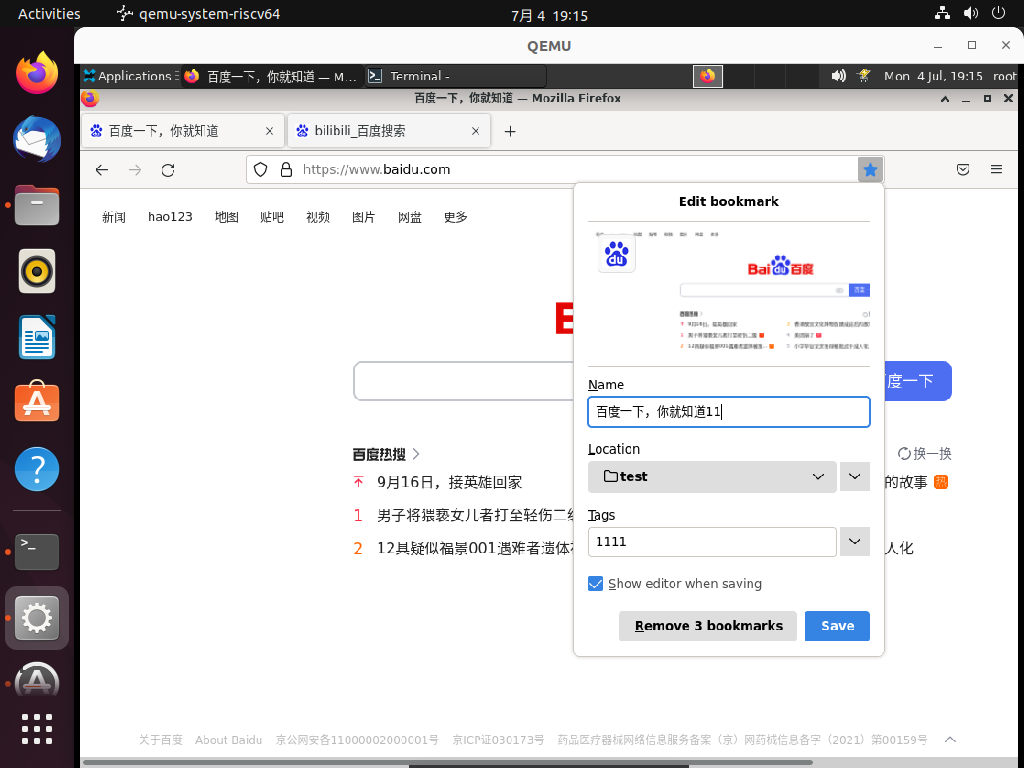 Activities
qemu-system-riscv64
7月 4 19:15
QEMU
Applications
百度一下，你就知道 — M...
Terminal -
Mon 4 Jul, 19:15
root
百度一下，你就知道 — Mozilla Firefox
百度一下，你就知道
bilibili_百度搜索
https://www.baidu.com
新闻
hao123
地图
贴吧
视频
图片
网盘
更多
Edit bookmark
Bai du 百度
Name
百度一下，你就知道11
度一下
Location
test
百度热搜
换一换
9月16日，接英雄回家
的故事 热
Tags
1 男子将猥亵女儿者打至轻伤二级
1111
2 12具疑似福景001遇难者遗体
人化
Show editor when saving
Remove 3 bookmarks
Save
关于百度
About Baidu
京公网安备11000002000001号
京ICP证030173号
药品医疗器械网络信息服务备案（京）网药械信息备字（2021）第00159号